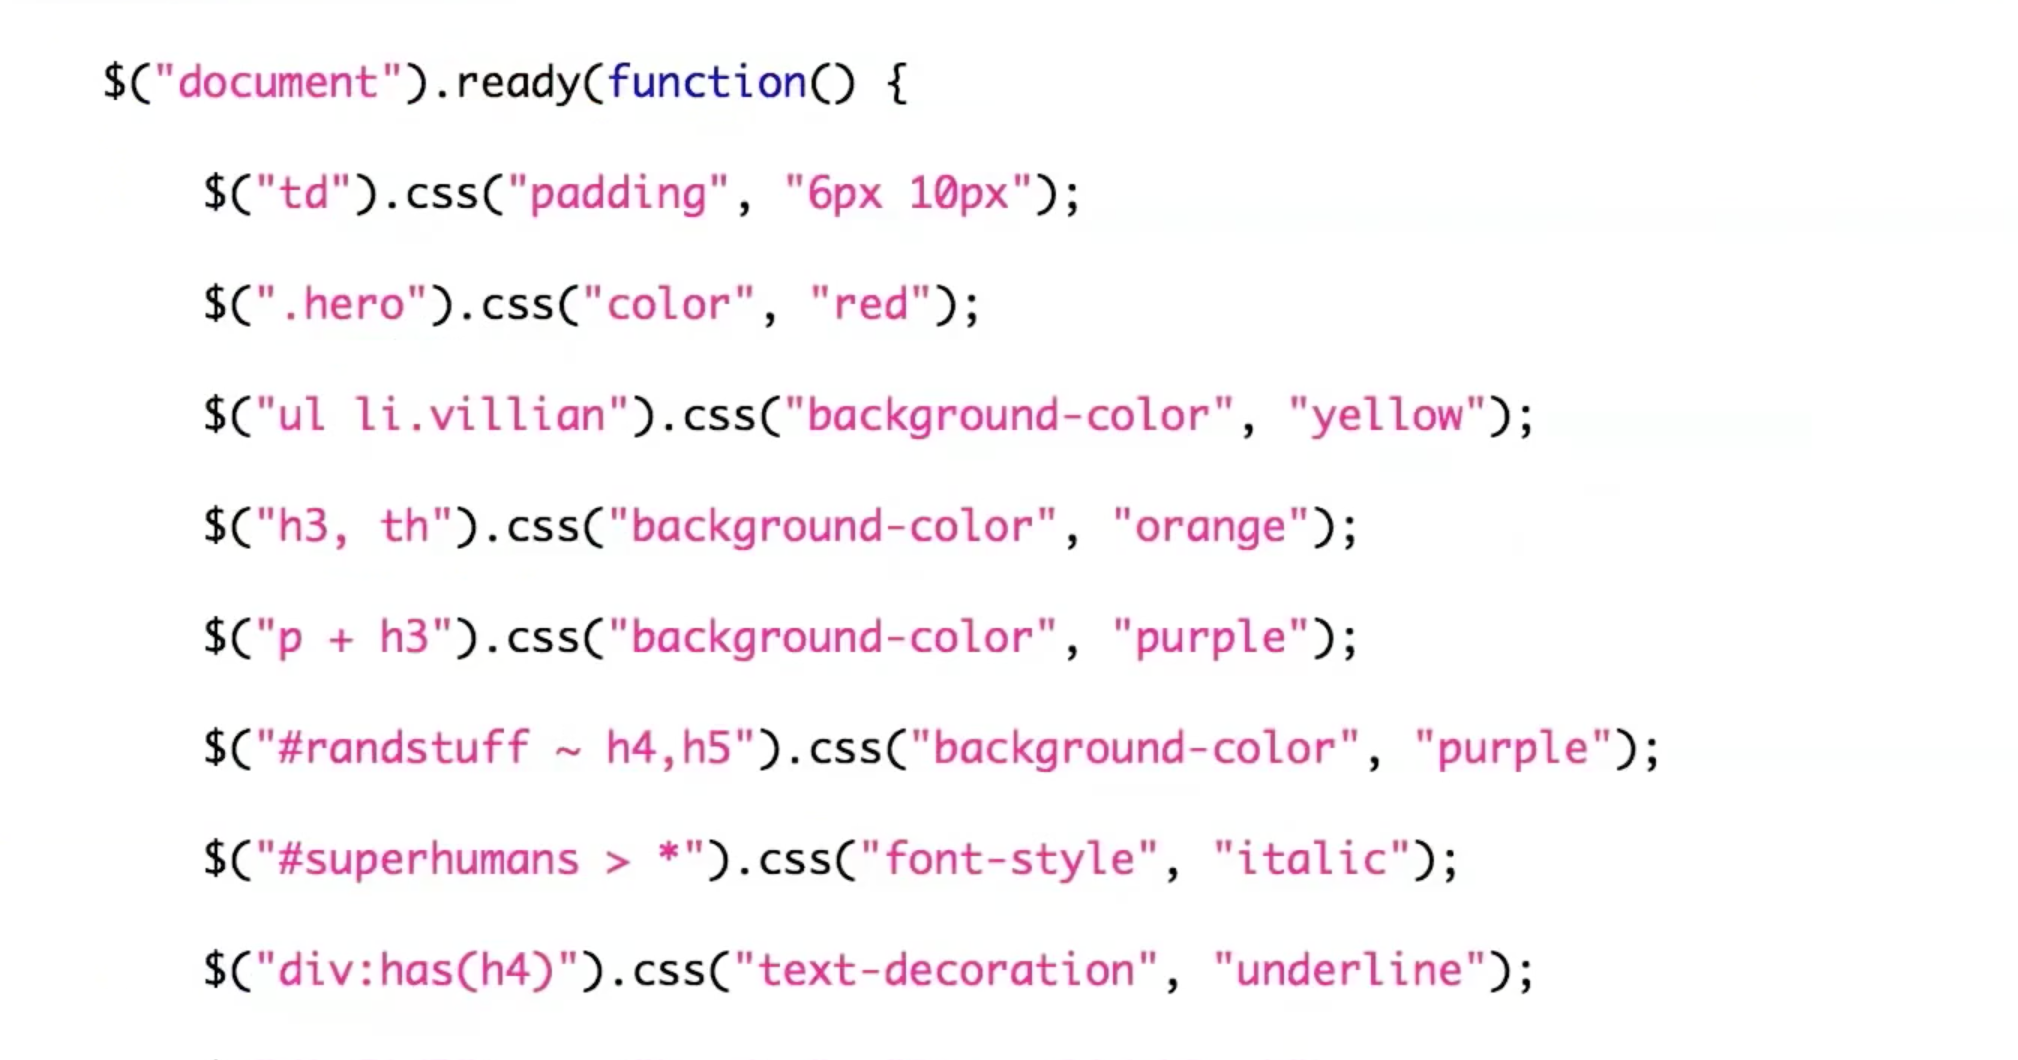 $("document").ready(function() {
$("td").css("padding", "6px 10px");
$(".hero").css("color", "red");
$("ul li.villian").css("background-color", "yellow");
$("h3, th").css("background-color", "orange");
$("p + h3").css("background-color", "purple");
$("#randstuff ~ h4,h5").css("background-color", "purple");
$("#superhumans > *").css("font-style", "italic");
$("div:has(h4)").css("text-decoration", "underline");